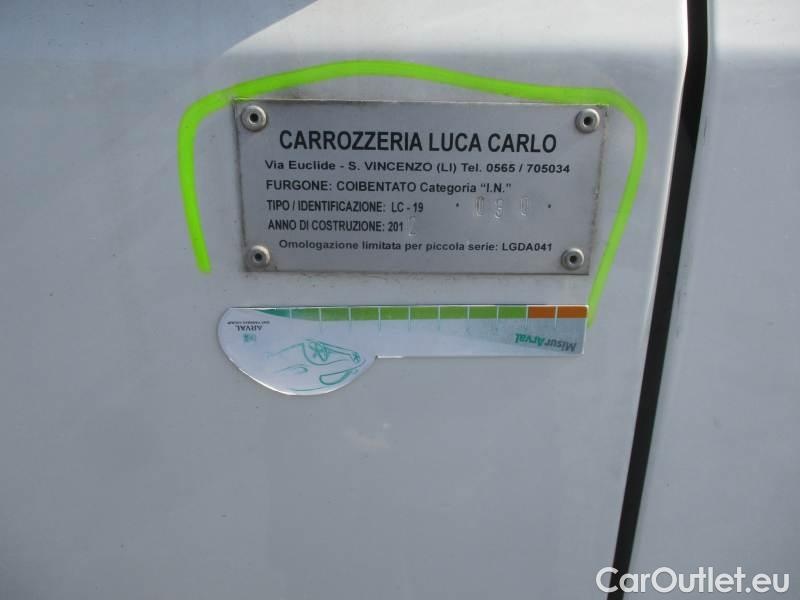 CARROZZERIA LUCA CARLO
Via Euclide - S. VINCENZO (LI) Tel. 0565 / 705034
FURGONE: COIBENTATO Categoria "I.N."
TIPO / IDENTIFICAZIONE: LC - 19 * 090 *
ANNO DI COSTRUZIONE: 2012
Omologazione limitata per piccola serie: LGDA041
MisurArval
ARVAL
CarOutlet.eu